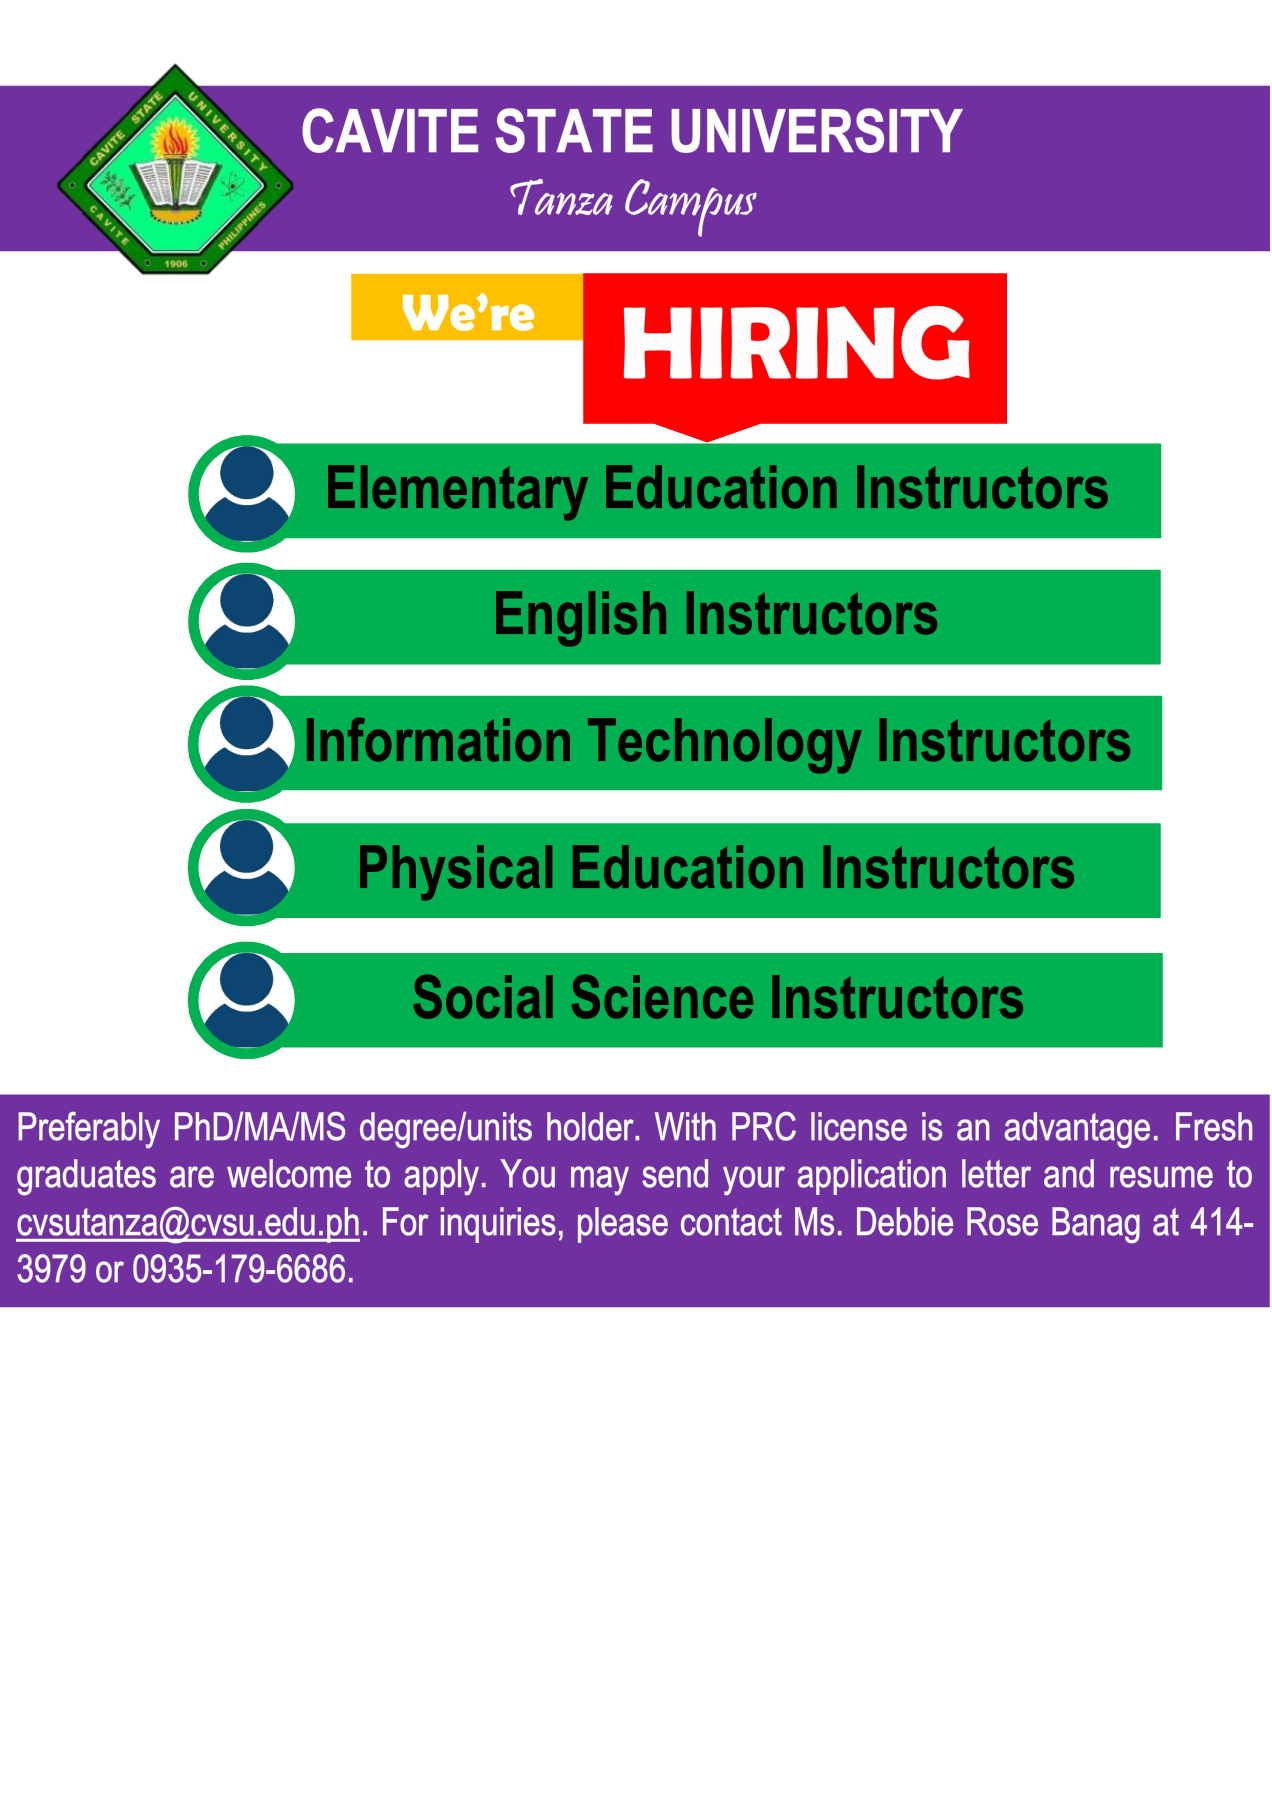 CAVITE STATE UNIVERSITY
Tanza Campus
CAVITE STATE UNIVERSITY
CAVITE PHILIPPINES
1906
We're
HIRING
Elementary Education Instructors
English Instructors
Information Technology Instructors
Physical Education Instructors
Social Science Instructors
Preferably PhD/MA/MS degree/units holder. With PRC license is an advantage. Fresh
graduates are welcome to apply. You may send your application letter and resume to
cvsutanza@cvsu.edu.ph. For inquiries, please contact Ms. Debbie Rose Banag at 414-
3979 or 0935-179-6686.